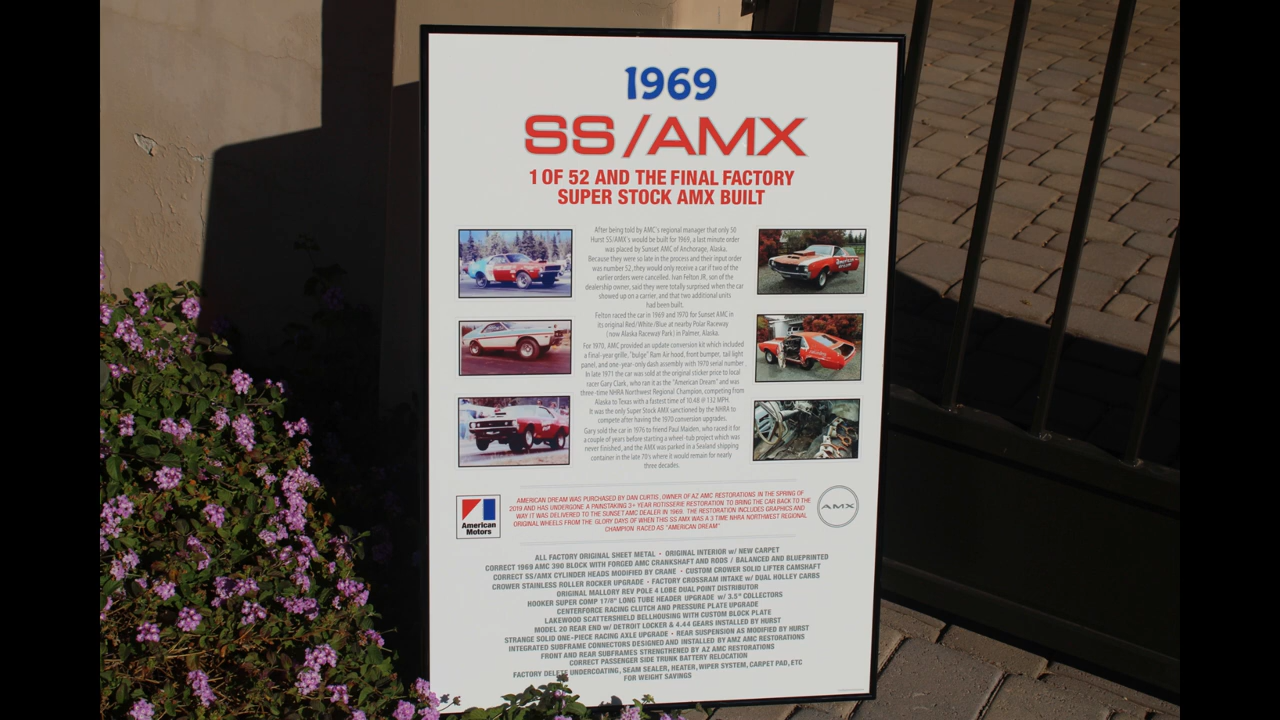 1969
SS/AMX
1 OF 52 AND THE FINAL FACTORY
SUPER STOCK AMX BUILT
After being told by AMC's regional manager that only 50
Hurst SS/AMX's would be built for 1969, a last minute order
was placed by Sunset AMC of Anchorage, Alaska.
Because they were so late in the process and their input order
was number 52, they would only receive a car if two of the
earlier orders were cancelled. Ivan Felton JR, son of the
dealership owner, said they were totally surprised when the car
showed up on a carrier, and that two additional units
had been built.
Felton raced the car in 1969 and 1970 for Sunset AMC in
its original Red/White/Blue at nearby Polar Raceway
(now Alaska Raceway Park) in Palmer, Alaska.
For 1970, AMC provided an update conversion kit which included
a final-year grille, "bulge" Ram Air hood, front bumper, tail light
panel, and one-year-only dash assembly with 1970 serial number.
In late 1971 the car was sold at the original sticker price to local
racer Gary Clark, who ran it as the "American Dream" and was
three-time NHRA Northwest Regional Champion, competing from
Alaska to Texas with a fastest time of 10.48 @ 132 MPH.
It was the only Super Stock AMX sanctioned by the NHRA to
compete after having the 1970 conversion upgrades.
Gary sold the car in 1976 to friend Paul Maiden, who raced it for
a couple of years before starting a wheel-tub project which was
never finished, and the AMX was parked in a Sealand shipping
container in the late 70's where it would remain for nearly
three decades.
American
Motors
AMERICAN DREAM WAS PURCHASED BY DAN CURTIS, OWNER OF AZ AMC RESTORATIONS IN THE SPRING OF
2019 AND HAS UNDERGONE A PAINSTAKING 3+ YEAR ROTISSERIE RESTORATION TO BRING THE CAR BACK TO THE
WAY IT WAS DELIVERED TO THE SUNSET AMC DEALER IN 1969. THE RESTORATION INCLUDES GRAPHICS AND
ORIGINAL WHEELS FROM THE GLORY DAYS OF WHEN THIS SS AMX WAS A 3 TIME NHRA NORTHWEST REGIONAL
CHAMPION RACED AS "AMERICAN DREAM"
AMX
ALL FACTORY ORIGINAL SHEET METAL • ORIGINAL INTERIOR w/ NEW CARPET
CORRECT 1969 AMC 390 BLOCK WITH FORGED AMC CRANKSHAFT AND RODS / BALANCED AND BLUEPRINTED
CORRECT SS/AMX CYLINDER HEADS MODIFIED BY CRANE • CUSTOM CROWER SOLID LIFTER CAMSHAFT
CROWER STAINLESS ROLLER ROCKER UPGRADE • FACTORY CROSSRAM INTAKE w/ DUAL HOLLEY CARBS
ORIGINAL MALLORY REV POLE 4 LOBE DUAL POINT DISTRIBUTOR
HOOKER SUPER COMP 17/8" LONG TUBE HEADER UPGRADE w/ 3.5" COLLECTORS
CENTERFORCE RACING CLUTCH AND PRESSURE PLATE UPGRADE
LAKEWOOD SCATTERSHIELD BELLHOUSING WITH CUSTOM BLOCK PLATE
MODEL 20 REAR END w/ DETROIT LOCKER & 4.44 GEARS INSTALLED BY HURST
STRANGE SOLID ONE-PIECE RACING AXLE UPGRADE • REAR SUSPENSION AS MODIFIED BY HURST
INTEGRATED SUBFRAME CONNECTORS DESIGNED AND INSTALLED BY AMZ AMC RESTORATIONS
FRONT AND REAR SUBFRAMES STRENGTHENED BY AZ AMC RESTORATIONS
CORRECT PASSENGER SIDE TRUNK BATTERY RELOCATION
FACTORY DELETE UNDERCOATING, SEAM SEALER, HEATER, WIPER SYSTEM, CARPET PAD, ETC
FOR WEIGHT SAVINGS